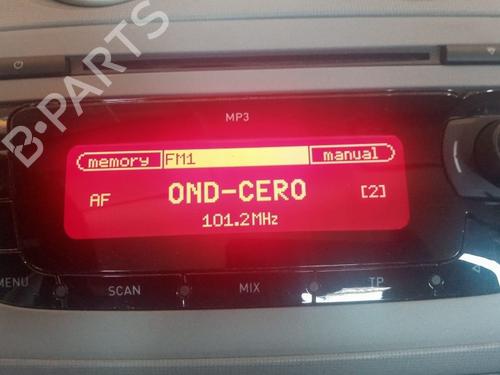 B-PARTS
MP3
memory FM1 manual
AF OND-CERO [2]
101.2MHz
MENU SCAN MIX TP